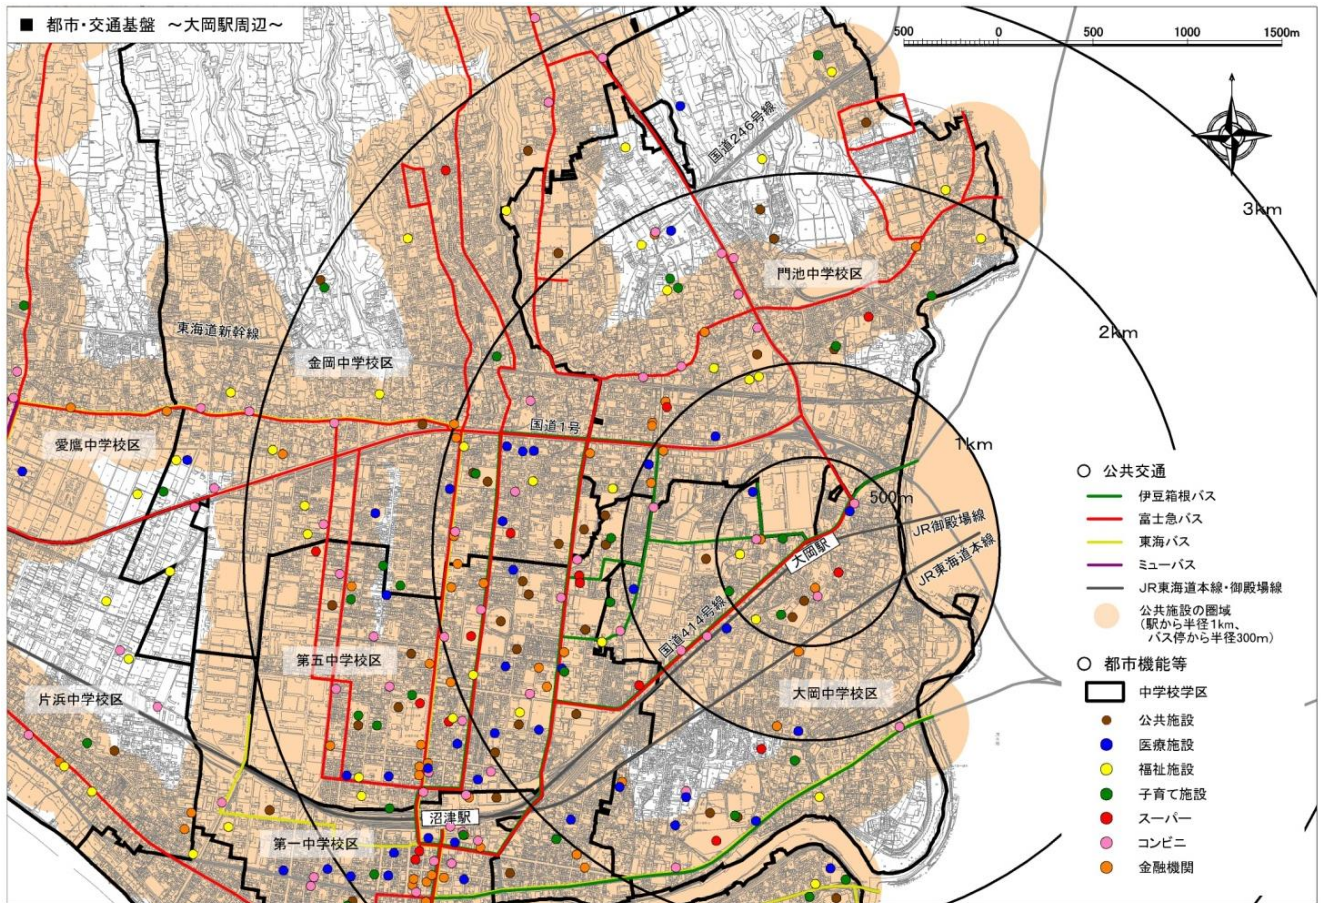 ■ 都市・交通基盤 ～大岡駅周辺～
500 0 500 1000 1500m
国道246号線
3km
門池中学校区
東海道新幹線
2km
金岡中学校区
国道1号
愛鷹中学校区
1km
500m
JR御殿場線
大岡駅
JR東海道本線
国道414号線
第五中学校区
片浜中学校区
大岡中学校区
沼津駅
第一中学校区
○ 公共交通
伊豆箱根バス
富士急バス
東海バス
ミューバス
JR東海道本線・御殿場線
公共施設の圏域
(駅から半径1km、
バス停から半径300m)
○ 都市機能等
中学校学区
公共施設
医療施設
福祉施設
子育て施設
スーパー
コンビニ
金融機関